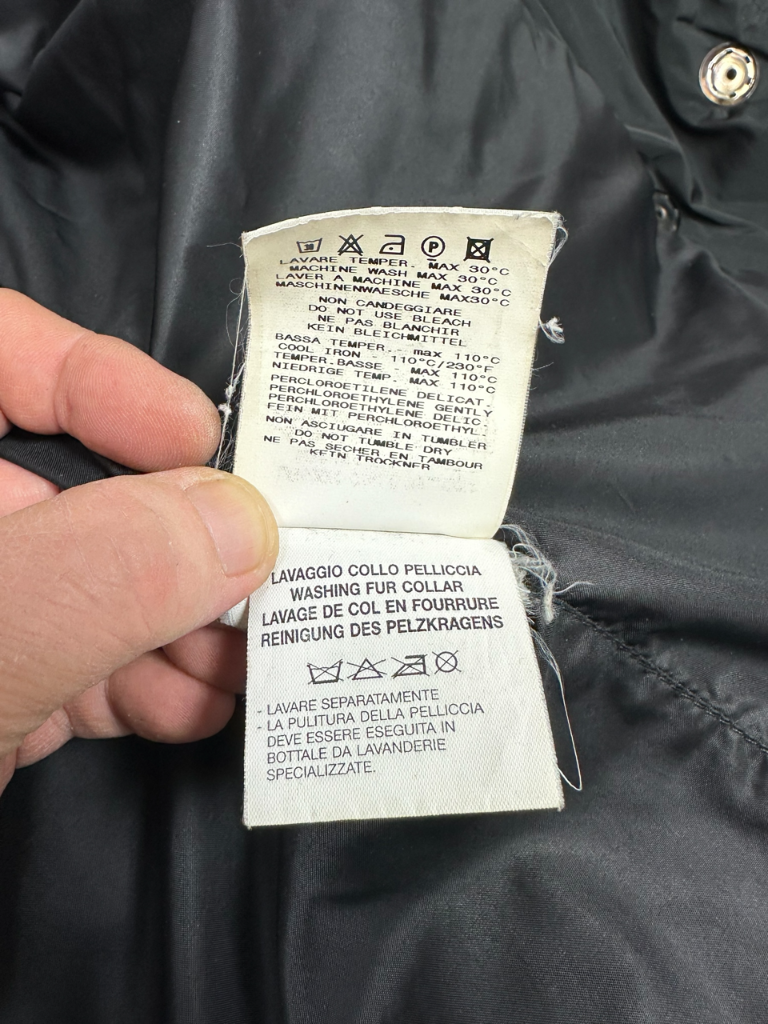 LAVARE TEMPER. MAX 30°C
MACHINE WASH MAX 30°C
LAVER A MACHINE MAX 30°C
MASCHINENWAESCHE MAX30°C
NON CANDEGGIARE
DO NOT USE BLEACH
NE PAS BLANCHIR
KEIN BLEICHMITTEL
BASSA TEMPER. max 110°C
COOL IRON 110°C/230°F
TEMPER.BASSE MAX 110°C
NIEDRIGE TEMP. MAX 110°C
PERCLOROETILENE DELICAT.
PERCHLOROETHYLENE GENTLY
PERCHLOROETHYLENE DELIC.
FEIN MIT PERCHLOROETHYL.
NON ASCIUGARE IN TUMBLER
DO NOT TUMBLE DRY
NE PAS SECHER EN TAMBOUR
KEIN TROCKNER
LAVAGGIO COLLO PELLICCIA
WASHING FUR COLLAR
LAVAGE DE COL EN FOURRURE
REINIGUNG DES PELZKRAGENS
- LAVARE SEPARATAMENTE
- LA PULITURA DELLA PELLICCIA
DEVE ESSERE ESEGUITA IN
BOTTALE DA LAVANDERIE
SPECIALIZZATE.